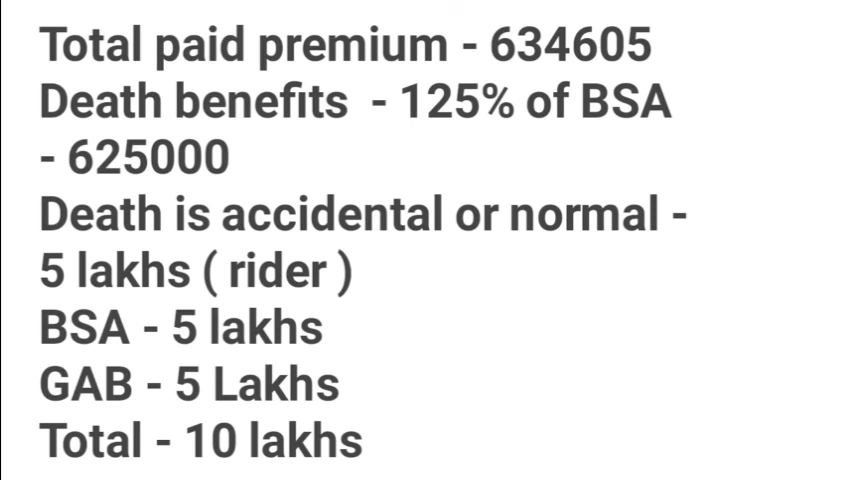 Total paid premium - 634605
Death benefits - 125% of BSA
- 625000
Death is accidental or normal -
5 lakhs ( rider )
BSA - 5 lakhs
GAB - 5 Lakhs
Total - 10 lakhs